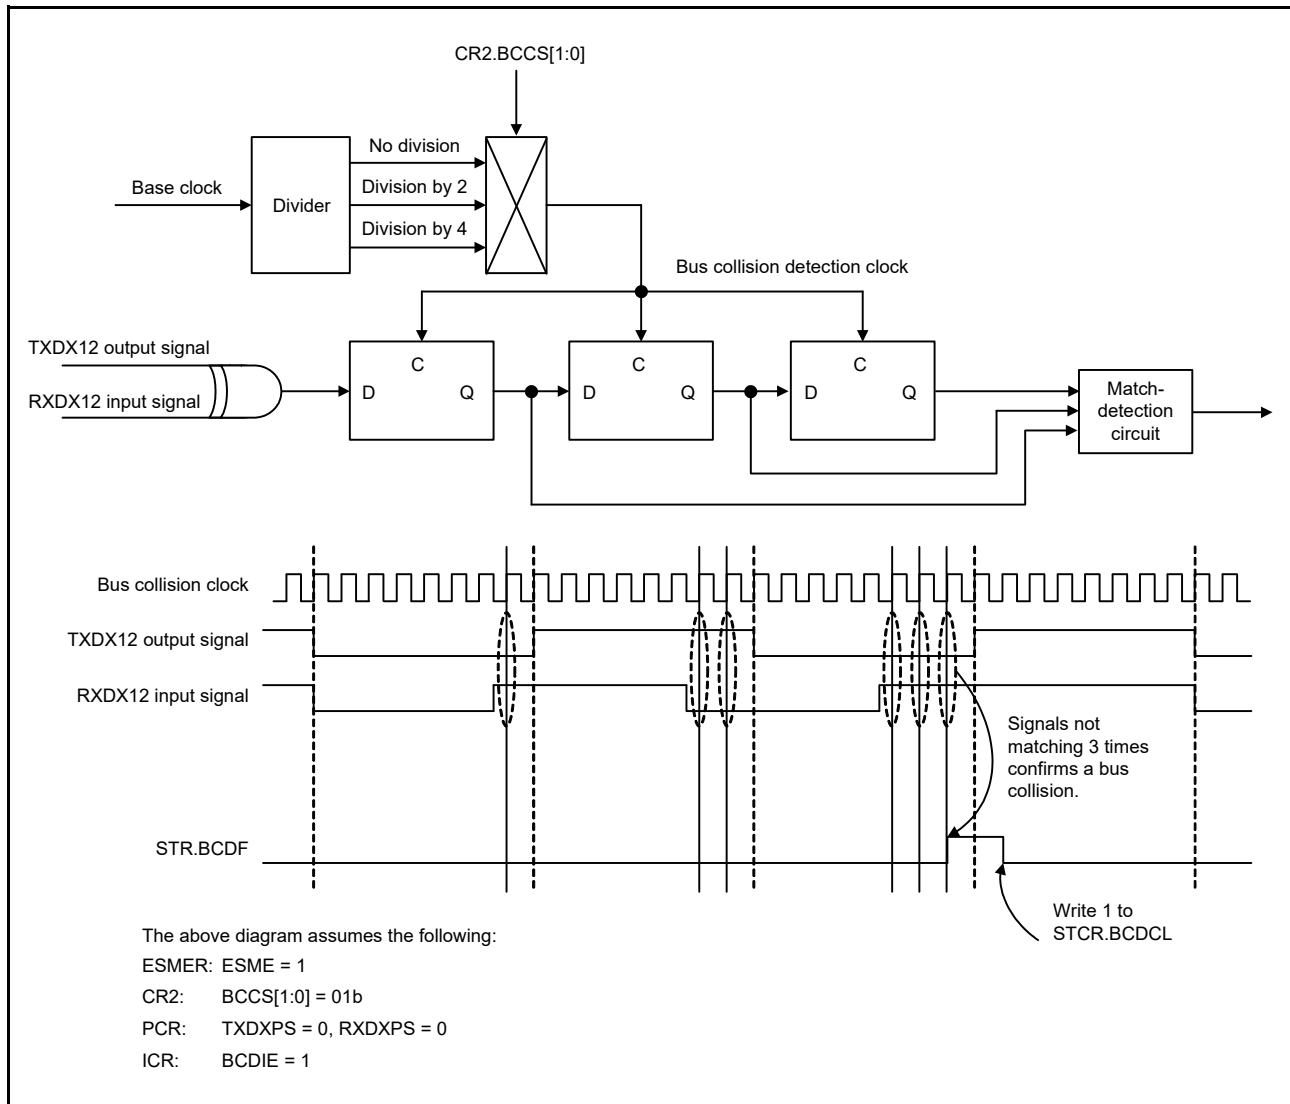 CR2.BCCS[1:0]
No division
Base clock
Divider
Division by 2
Division by 4
Bus collision detection clock
TXDX12 output signal
RXDX12 input signal
C
D
Q
C
D
Q
C
D
Q
Match-
detection
circuit
Bus collision clock
TXDX12 output signal
RXDX12 input signal
Signals not
matching 3 times
confirms a bus
collision.
STR.BCDF
Write 1 to
STCR.BCDCL
The above diagram assumes the following:
ESMER: ESME = 1
CR2: BCCS[1:0] = 01b
PCR: TXDXPS = 0, RXDXPS = 0
ICR: BCDIE = 1